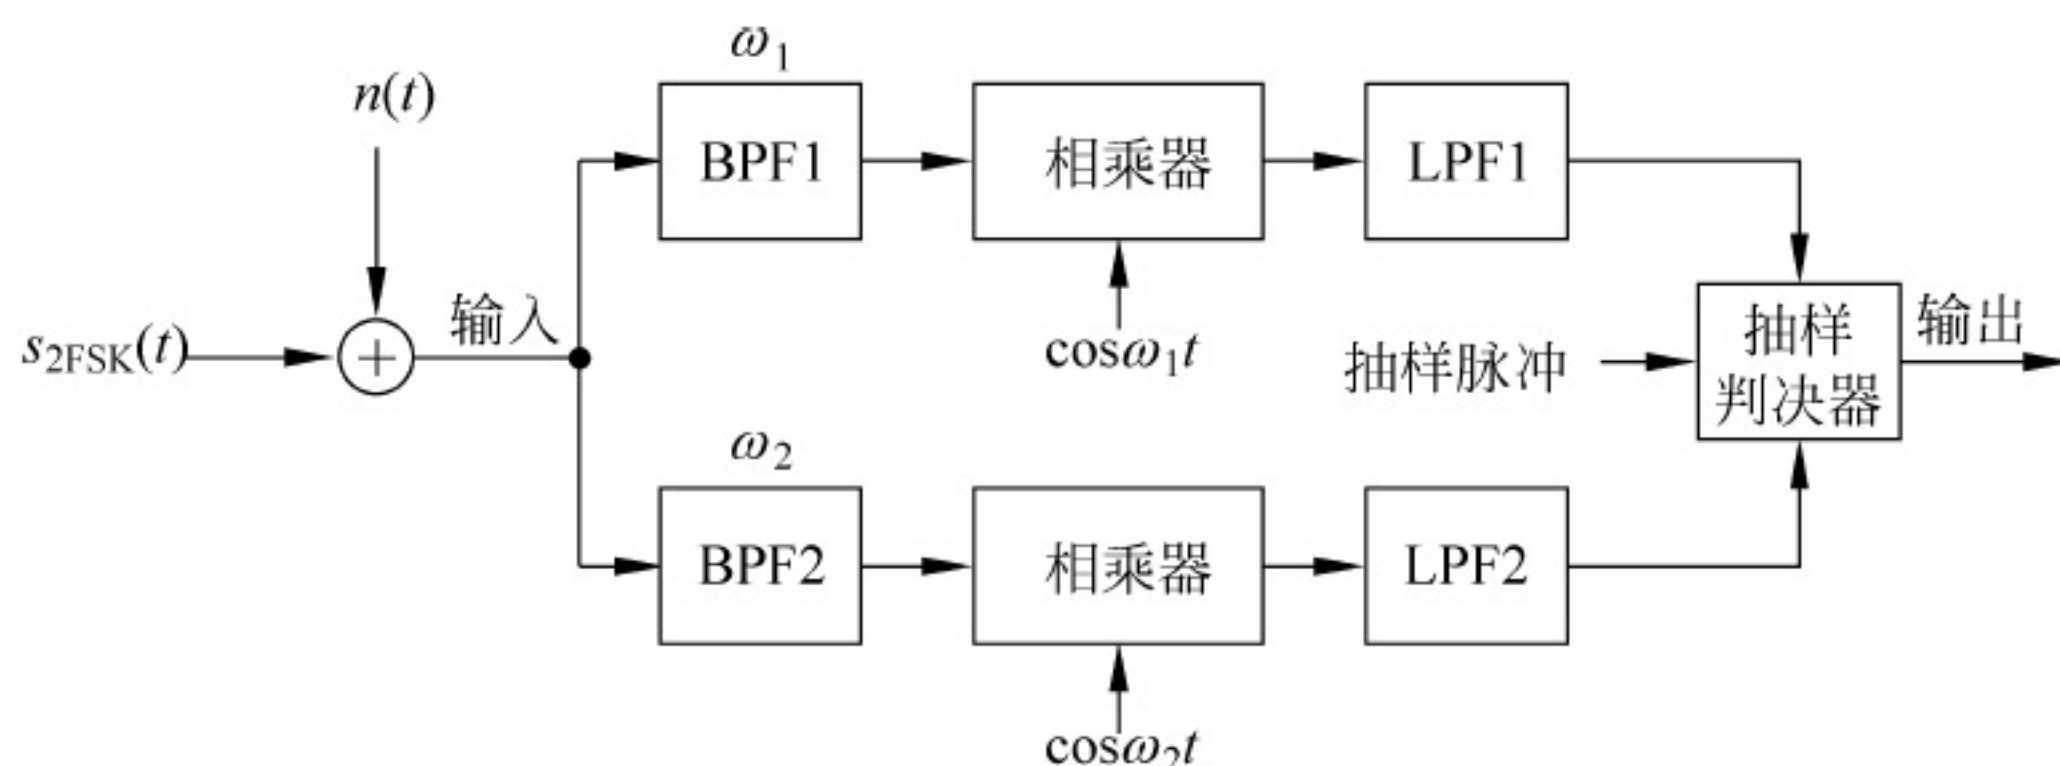 ω1
n(t)
BPF1
相乘器
LPF1
输入
s2FSK(t)
cosω1t
抽样脉冲
抽样
判决器
输出
ω2
BPF2
相乘器
LPF2
cosω2t